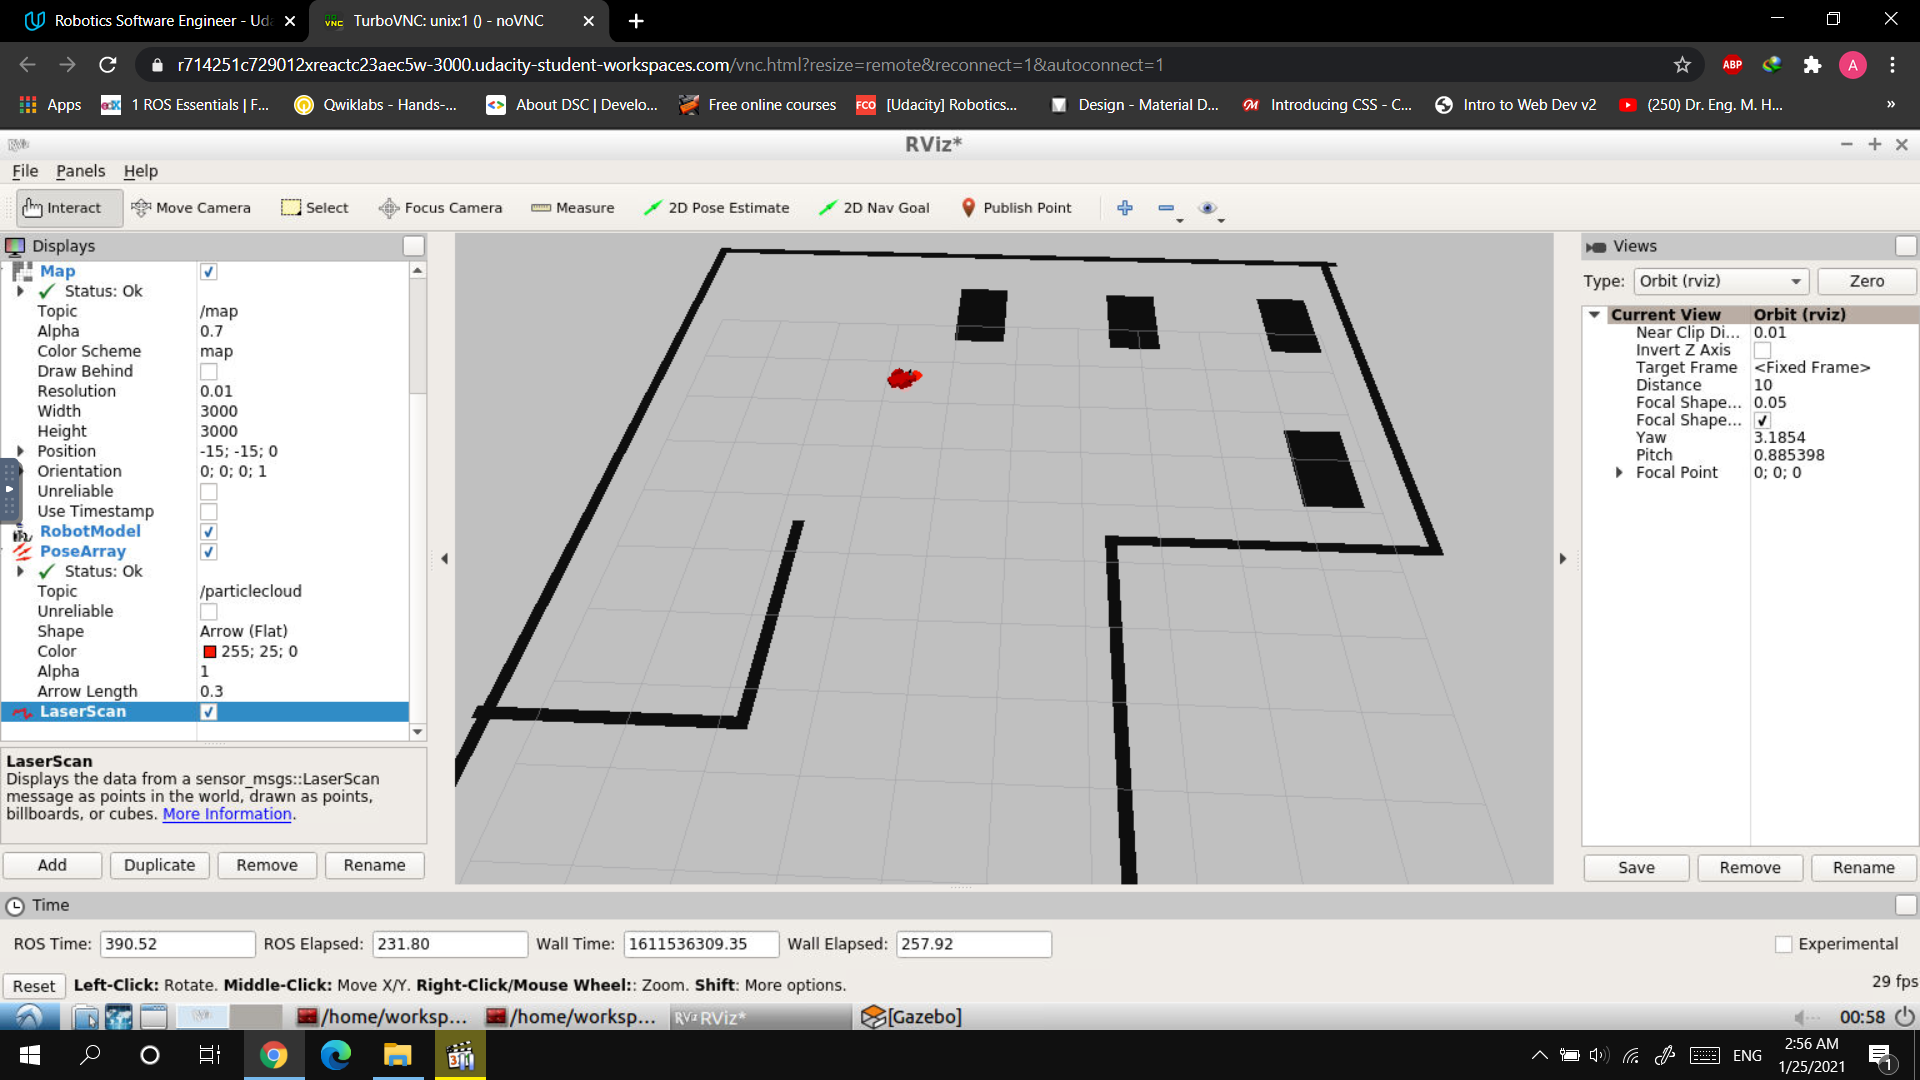 Robotics Software Engineer - Uda
TurboVNC: unix:1 () - noVNC
r714251c729012xreactc23aec5w-3000.udacity-student-workspaces.com/vnc.html?resize=remote&reconnect=1&autoconnect=1
ABP
A
Apps
1 ROS Essentials | F...
Qwiklabs - Hands-...
About DSC | Develo...
Free online courses
FCO
[Udacity] Robotics...
Design - Material D...
Introducing CSS - C...
Intro to Web Dev v2
(250) Dr. Eng. M. H...
»
RViz*
File Panels Help
Interact Move Camera Select Focus Camera Measure 2D Pose Estimate 2D Nav Goal Publish Point
Displays
Map
Status: Ok
Topic /map
Alpha 0.7
Color Scheme map
Draw Behind
Resolution 0.01
Width 3000
Height 3000
Position -15; -15; 0
Orientation 0; 0; 0; 1
Unreliable
Use Timestamp
RobotModel
PoseArray
Status: Ok
Topic /particlecloud
Unreliable
Shape Arrow (Flat)
Color 255; 25; 0
Alpha 1
Arrow Length 0.3
LaserScan
LaserScan
Displays the data from a sensor_msgs::LaserScan
message as points in the world, drawn as points,
billboards, or cubes. More Information.
Add Duplicate Remove Rename
Views
Type: Orbit (rviz) Zero
Current View Orbit (rviz)
Near Clip Di... 0.01
Invert Z Axis
Target Frame <Fixed Frame>
Distance 10
Focal Shape... 0.05
Focal Shape...
Yaw 3.1854
Pitch 0.885398
Focal Point 0; 0; 0
Save Remove Rename
Time
ROS Time: 390.52 ROS Elapsed: 231.80 Wall Time: 1611536309.35 Wall Elapsed: 257.92 Experimental
Reset Left-Click: Rotate. Middle-Click: Move X/Y. Right-Click/Mouse Wheel:: Zoom. Shift: More options. 29 fps
/home/worksp... /home/worksp... RViz* [Gazebo] 00:58
ENG
2:56 AM
1/25/2021
1